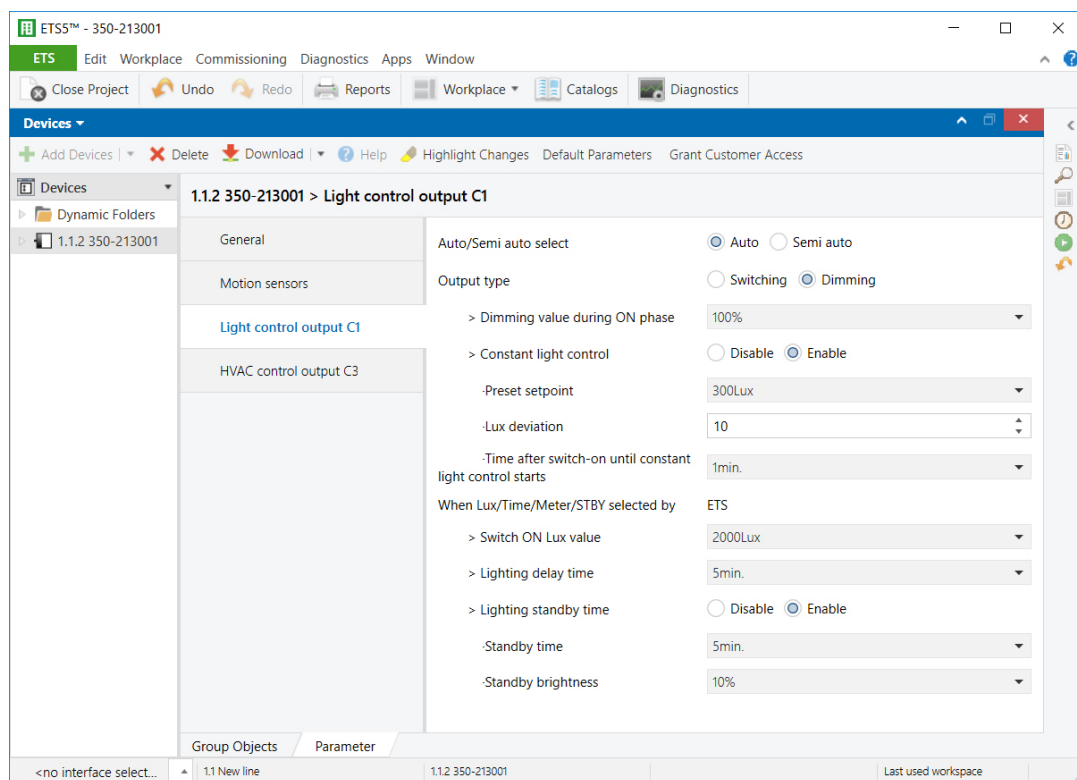 ETS5™ - 350-213001
ETS Edit Workplace Commissioning Diagnostics Apps Window
Close Project Undo Redo Reports Workplace Catalogs Diagnostics
Devices
Add Devices Delete Download Help Highlight Changes Default Parameters Grant Customer Access
Devices
Dynamic Folders
1.1.2 350-213001
1.1.2 350-213001 > Light control output C1
General
Motion sensors
Light control output C1
HVAC control output C3
Auto/Semi auto select Auto Semi auto
Output type Switching Dimming
> Dimming value during ON phase 100%
> Constant light control Disable Enable
·Preset setpoint 300Lux
·Lux deviation 10
·Time after switch-on until constant
light control starts 1min.
When Lux/Time/Meter/STBY selected by ETS
> Switch ON Lux value 2000Lux
> Lighting delay time 5min.
> Lighting standby time Disable Enable
·Standby time 5min.
·Standby brightness 10%
Group Objects Parameter
<no interface select... 1.1 New line 1.1.2 350-213001 Last used workspace